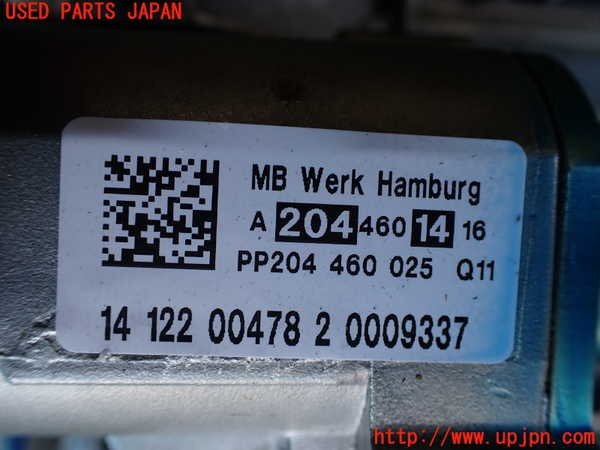 USED PARTS JAPAN
MB Werk Hamburg
A 204 460 14 16
PP204 460 025 Q11
14 122 00478 2 0009337
http://www.upjpn.com/